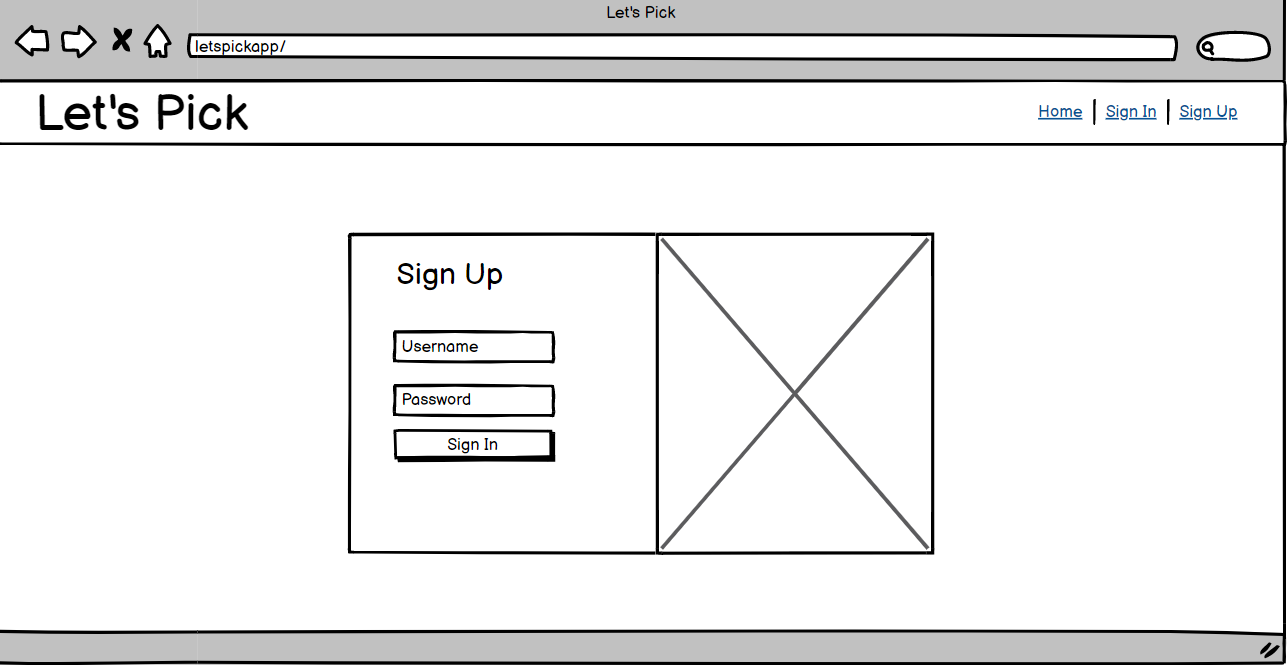 Let's Pick
letspickapp/
Let's Pick
Home | Sign In | Sign Up
Sign Up
Username
Password
Sign In